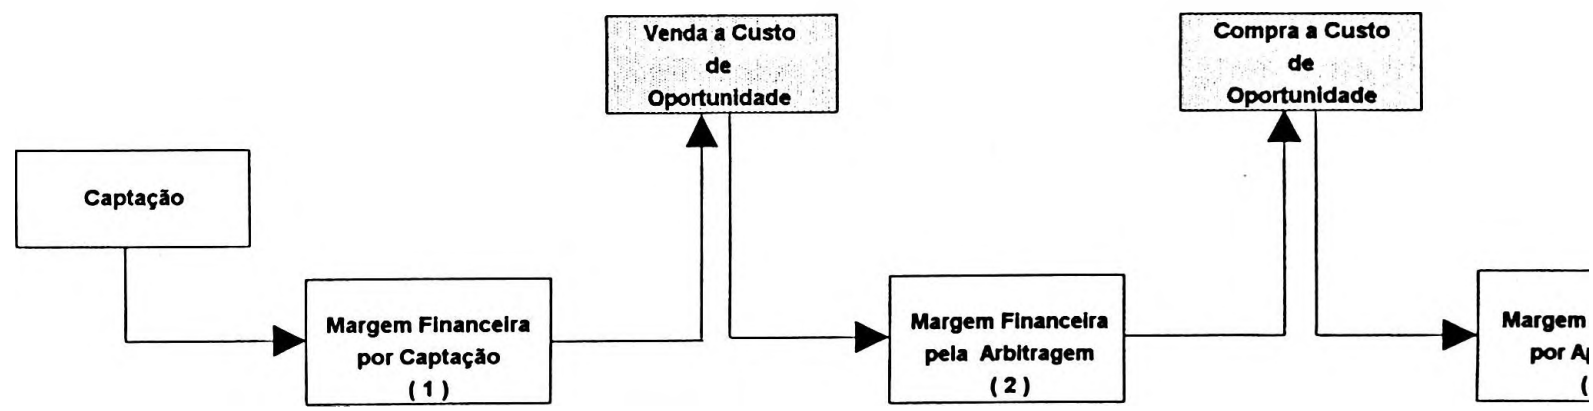 Venda a Custo
de
Oportunidade
Compra a Custo
de
Oportunidade
Captação
Margem Financeira
por Captação
( 1 )
Margem Financeira
pela Arbitragem
( 2 )
Margem
por